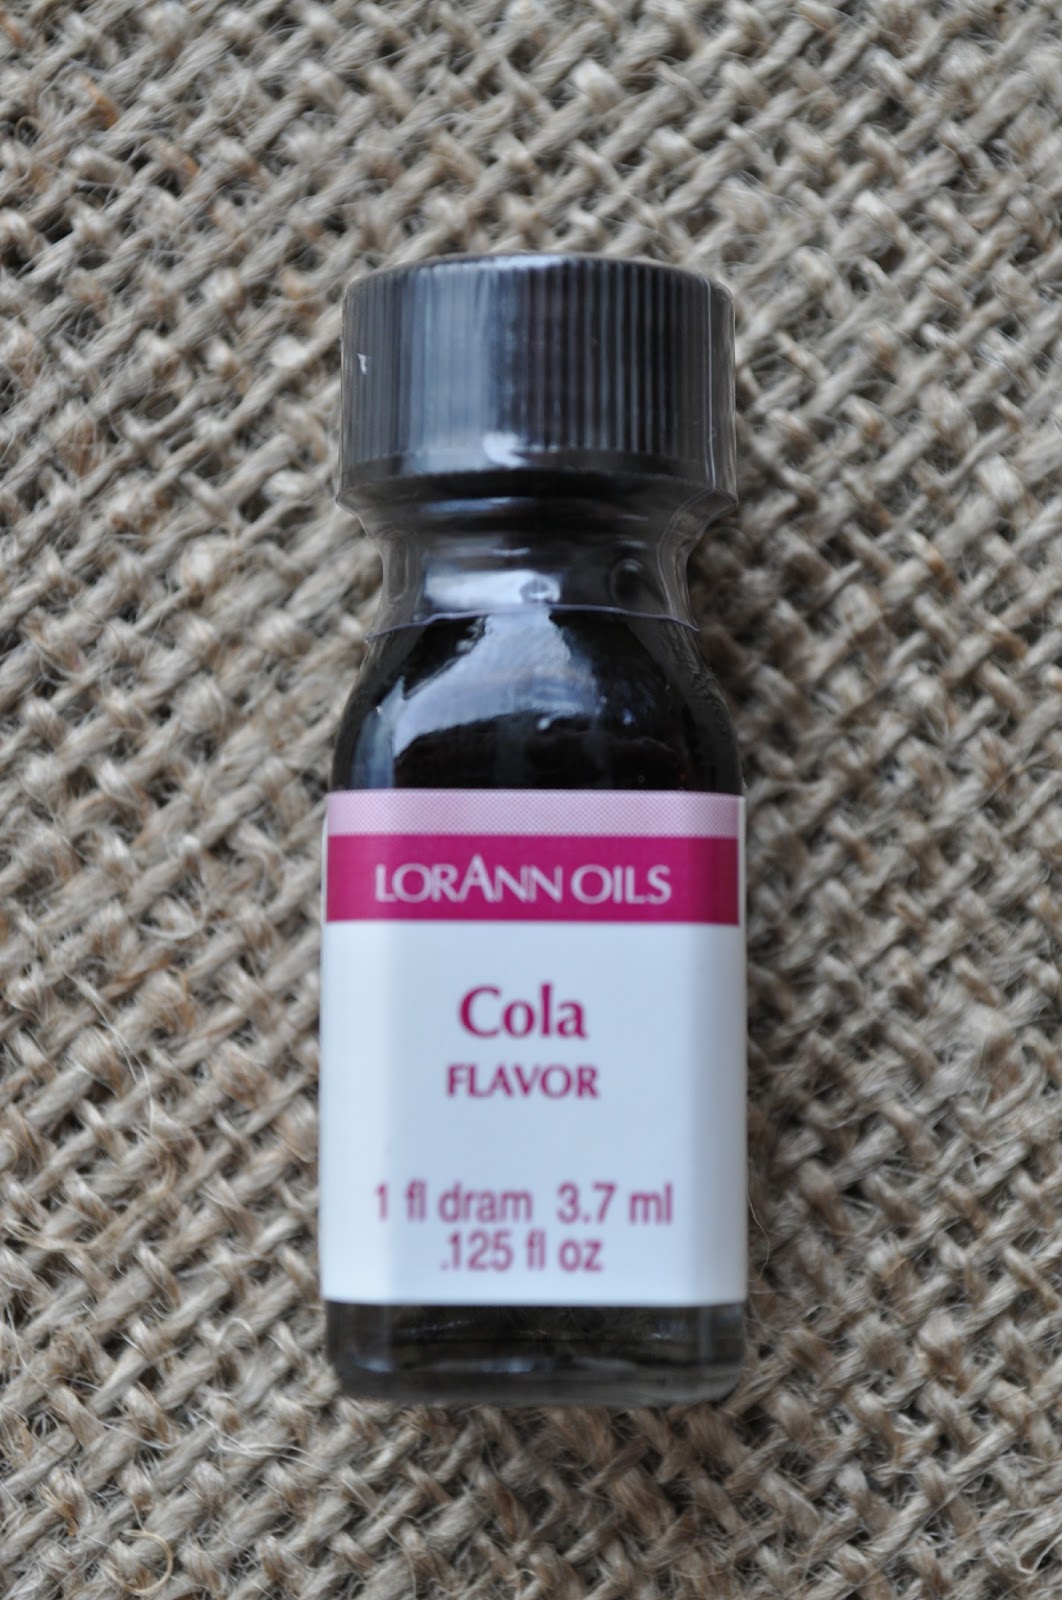 LORANN OILS
Cola
FLAVOR
1 fl dram 3.7 ml
.125 fl oz